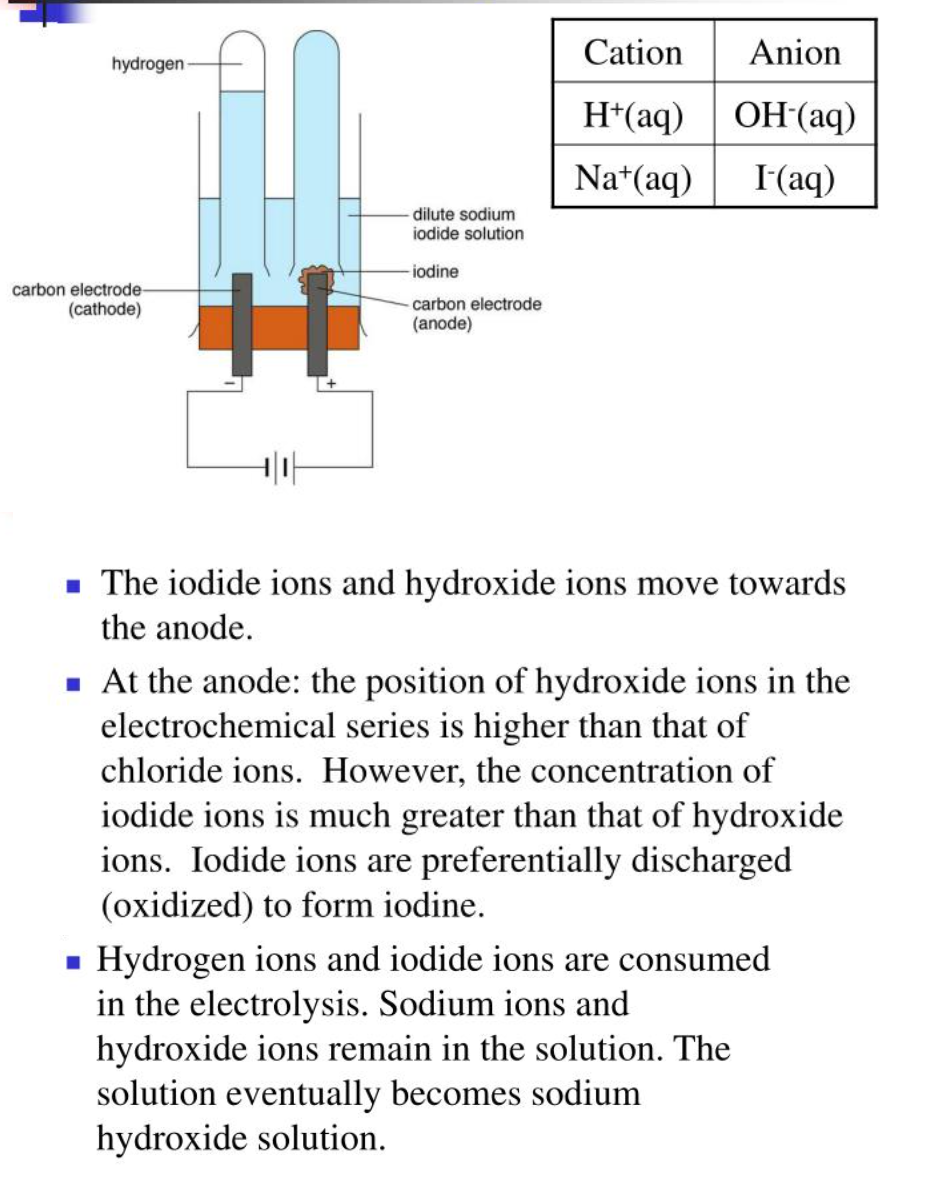 Cation Anion
H⁺(aq) OH⁻(aq)
Na⁺(aq) I⁻(aq)
hydrogen
dilute sodium
iodide solution
iodine
carbon electrode
(cathode)
carbon electrode
(anode)
− +
The iodide ions and hydroxide ions move towards
the anode.
At the anode: the position of hydroxide ions in the
electrochemical series is higher than that of
chloride ions. However, the concentration of
iodide ions is much greater than that of hydroxide
ions. Iodide ions are preferentially discharged
(oxidized) to form iodine.
Hydrogen ions and iodide ions are consumed
in the electrolysis. Sodium ions and
hydroxide ions remain in the solution. The
solution eventually becomes sodium
hydroxide solution.